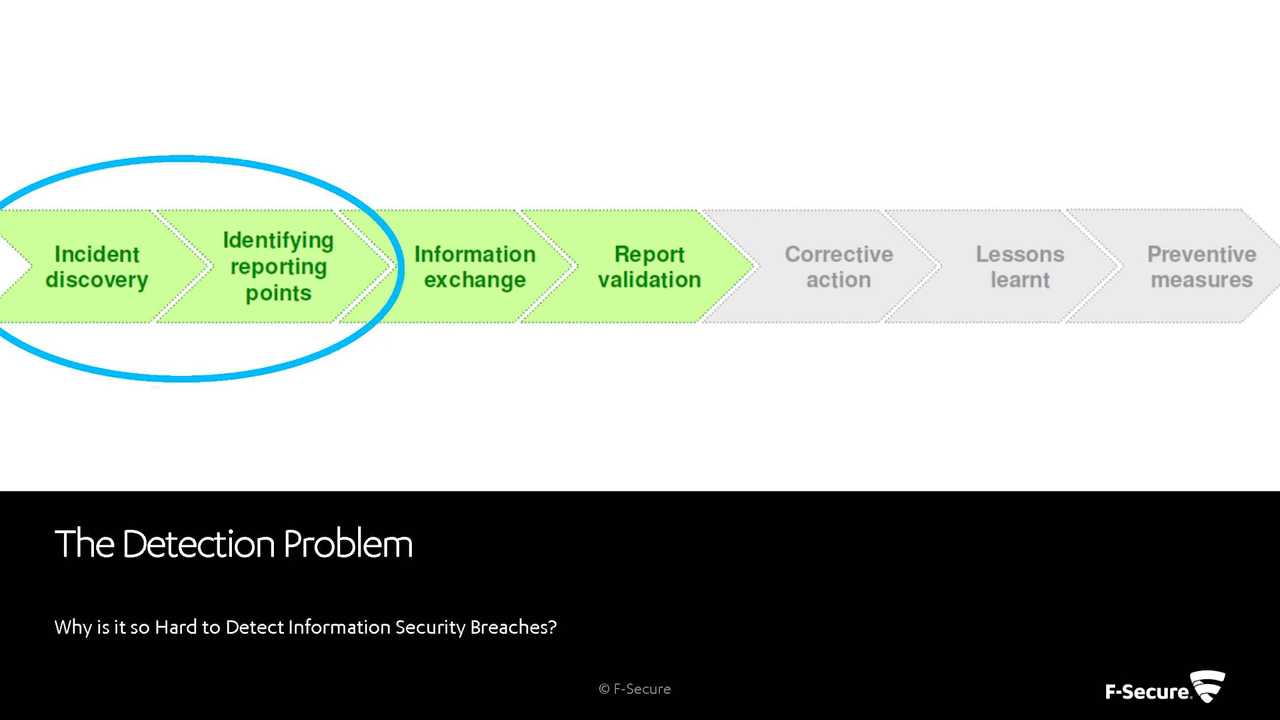 Incident
discovery
Identifying
reporting
points
Information
exchange
Report
validation
Corrective
action
Lessons
learnt
Preventive
measures
The Detection Problem
Why is it so Hard to Detect Information Security Breaches?
© F-Secure
F-Secure.